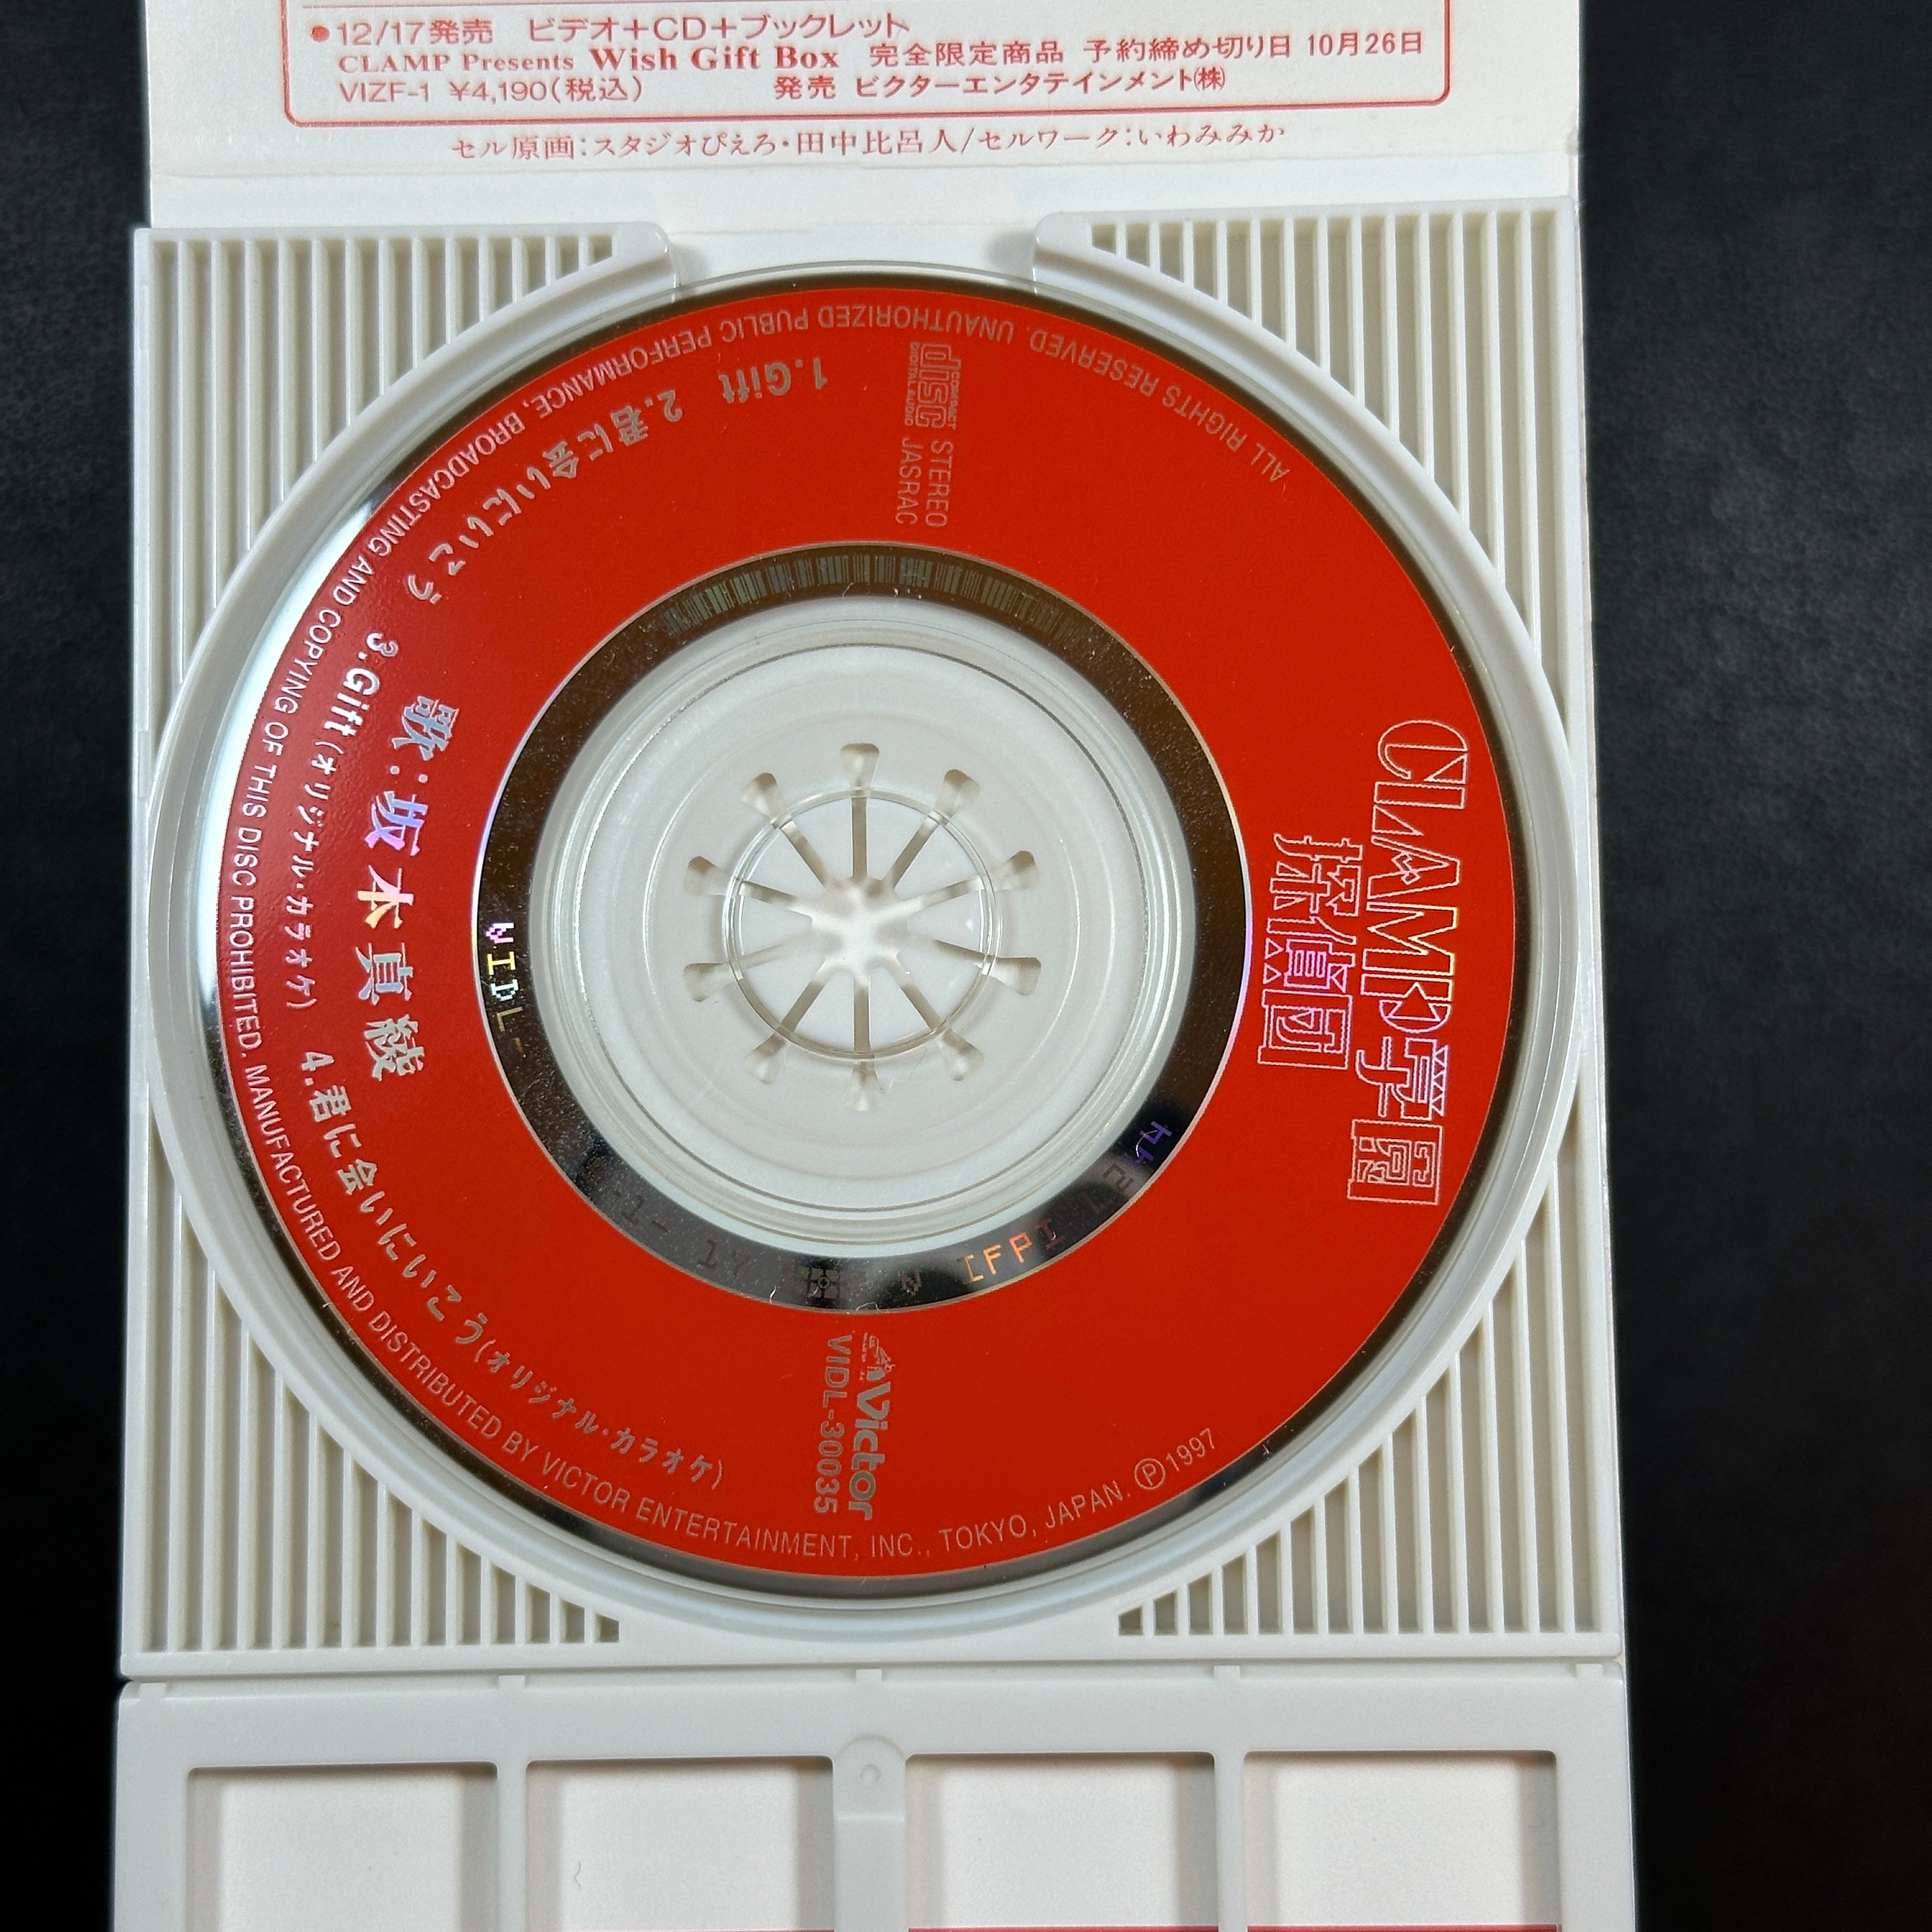 ●12/17発売 ビデオ+CD+ブックレット
CLAMP Presents Wish Gift Box 完全限定商品 予約締め切り日 10月26日
VIZF-1 ¥4,190(税込) 発売 ビクターエンタテインメント㈱
セル原画:スタジオぴえろ・田中比呂人/セルワーク:いわみみか
CLAMP学園
探偵団
COMPACT
disc
DIGITAL AUDIO
STEREO
JASRAC
Victor
VIDL-30035
歌:坂本真綾
1.Gift 2.君に会いにいこう 3.Gift(オリジナル・カラオケ) 4.君に会いにいこう(オリジナル・カラオケ)
ALL RIGHTS RESERVED. UNAUTHORIZED PUBLIC PERFORMANCE, BROADCASTING AND COPYING OF THIS DISC PROHIBITED. MANUFACTURED AND DISTRIBUTED BY VICTOR ENTERTAINMENT, INC., TOKYO, JAPAN. Ⓟ1997
VIDL-
IFPI